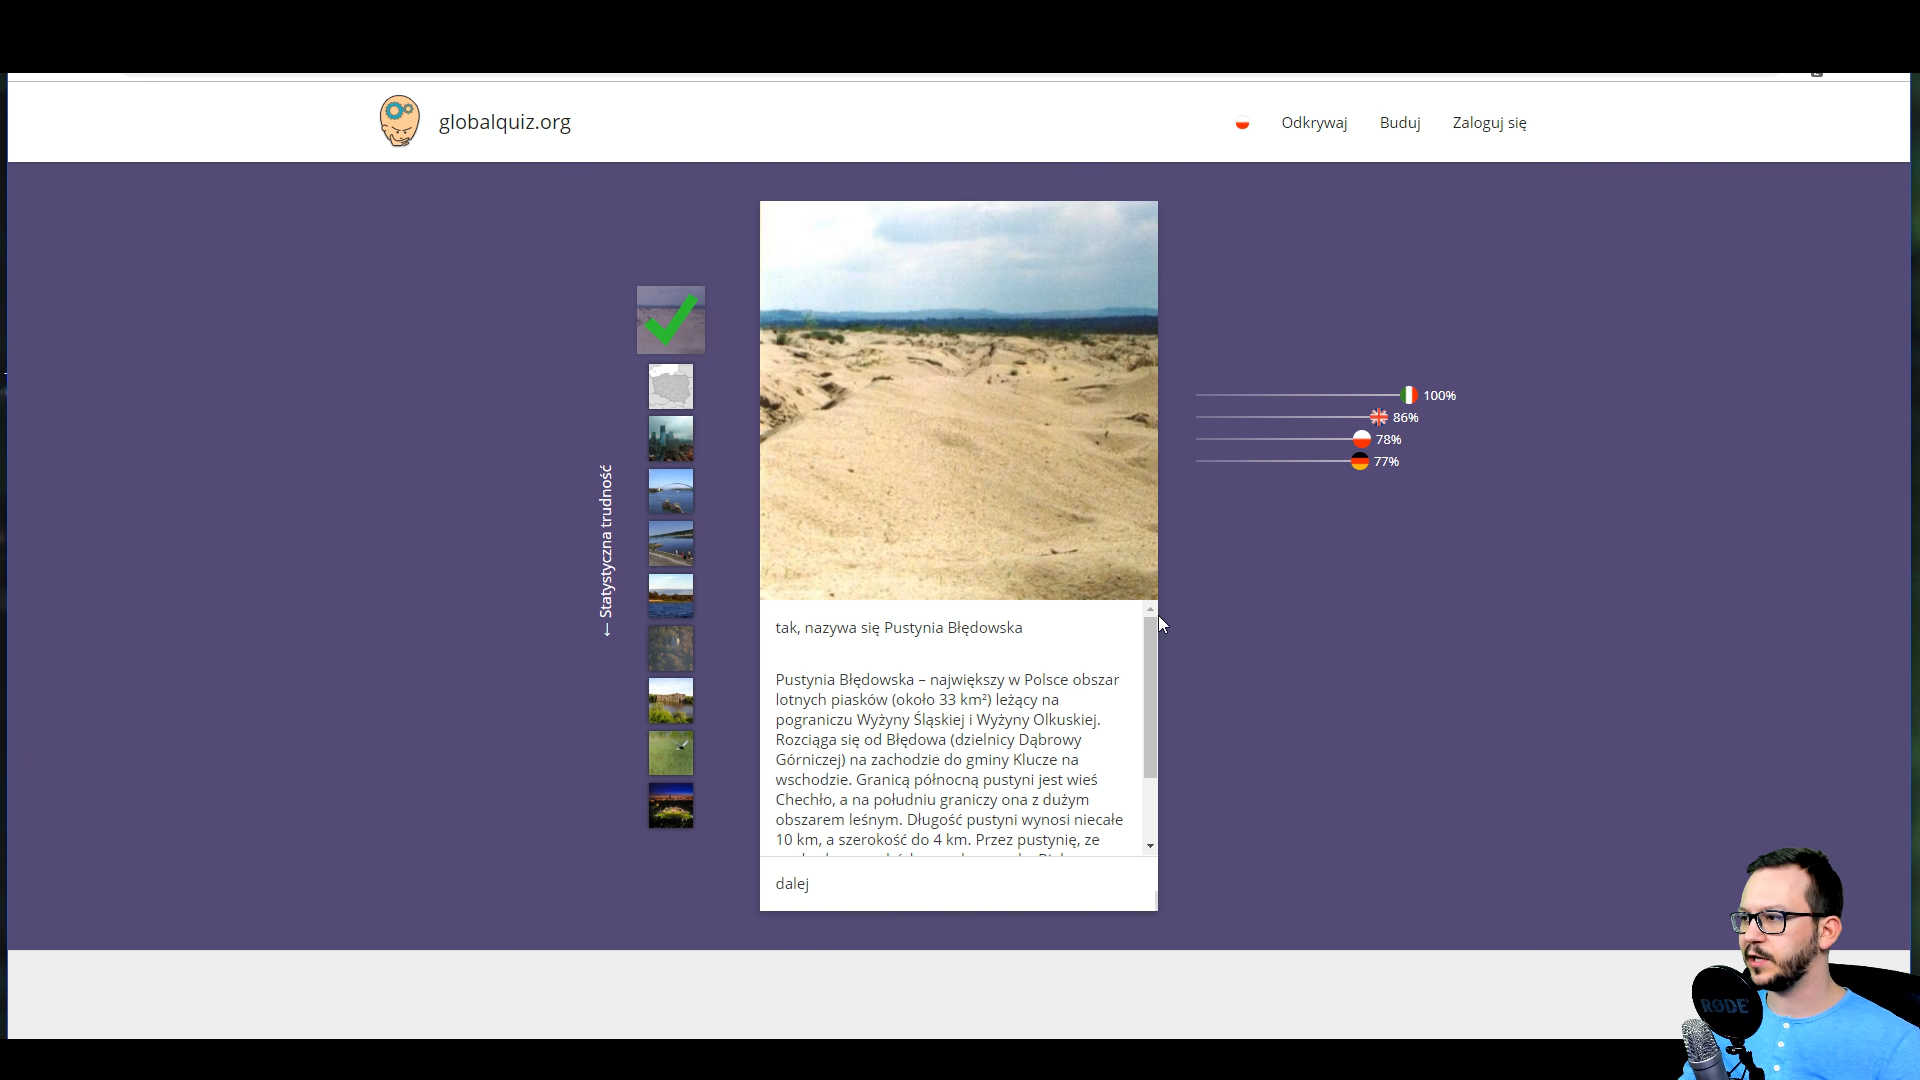 globalquiz.org
Odkrywaj
Buduj
Zaloguj się
← Statystyczna trudność
100%
86%
78%
77%
tak, nazywa się Pustynia Błędowska
Pustynia Błędowska – największy w Polsce obszar
lotnych piasków (około 33 km²) leżący na
pograniczu Wyżyny Śląskiej i Wyżyny Olkuskiej.
Rozciąga się od Błędowa (dzielnicy Dąbrowy
Górniczej) na zachodzie do gminy Klucze na
wschodzie. Granicą północną pustyni jest wieś
Chechło, a na południu graniczy ona z dużym
obszarem leśnym. Długość pustyni wynosi niecałe
10 km, a szerokość do 4 km. Przez pustynię, ze
dalej
RØDE